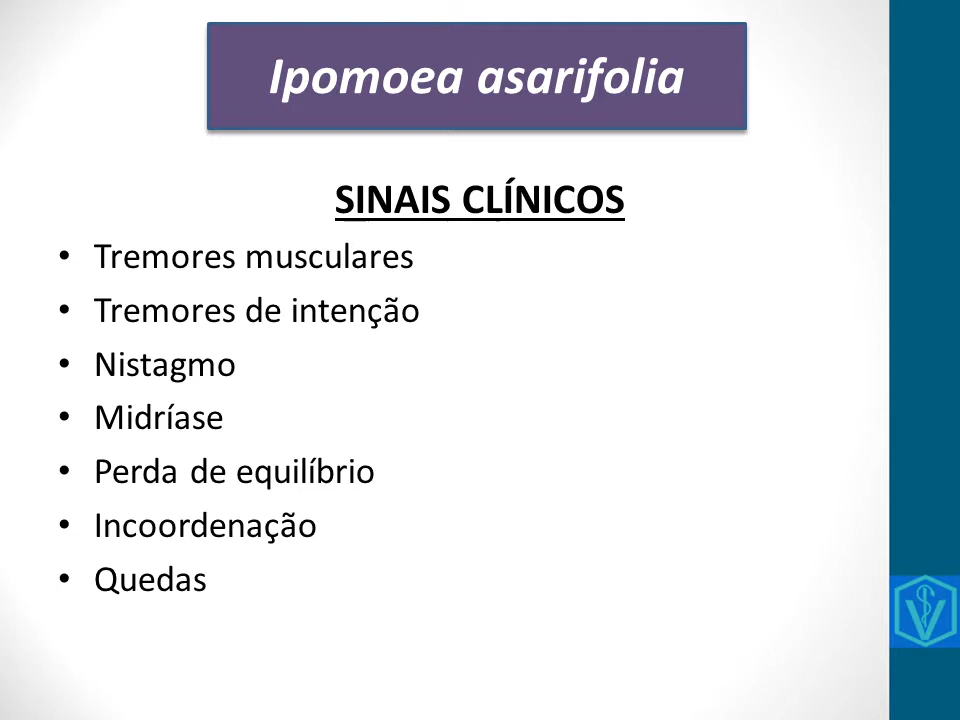 Ipomoea asarifolia
SINAIS CLÍNICOS
• Tremores musculares
• Tremores de intenção
• Nistagmo
• Midríase
• Perda de equilíbrio
• Incoordenação
• Quedas